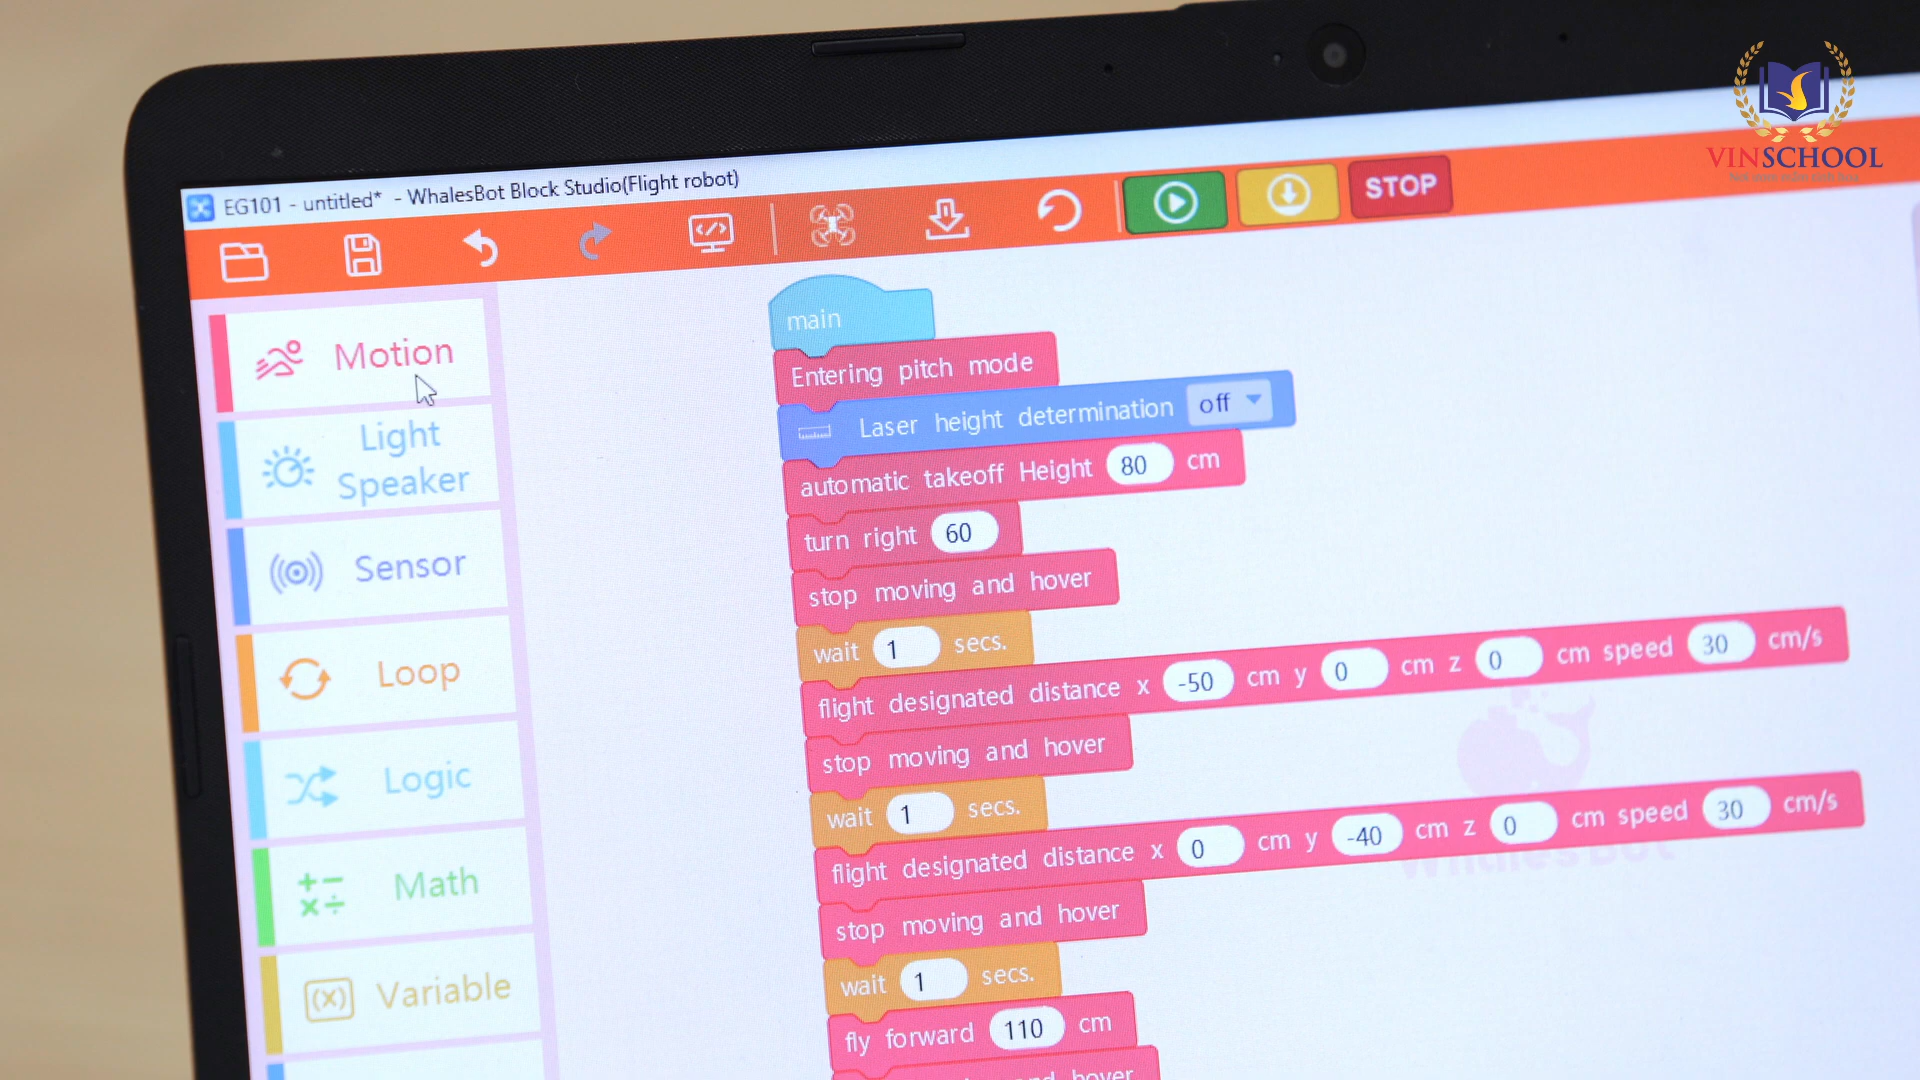 VINSCHOOL
EG101 - untitled* - WhalesBot Block Studio(Flight robot)
STOP
Motion
Light
Speaker
Sensor
Loop
Logic
Math
Variable
main
Entering pitch mode
Laser height determination off
automatic takeoff Height 80 cm
turn right 60
stop moving and hover
wait 1 secs.
flight designated distance x -50 cm y 0 cm z 0 cm speed 30 cm/s
stop moving and hover
wait 1 secs.
flight designated distance x 0 cm y -40 cm z 0 cm speed 30 cm/s
stop moving and hover
wait 1 secs.
fly forward 110 cm
hover
WhalesBot